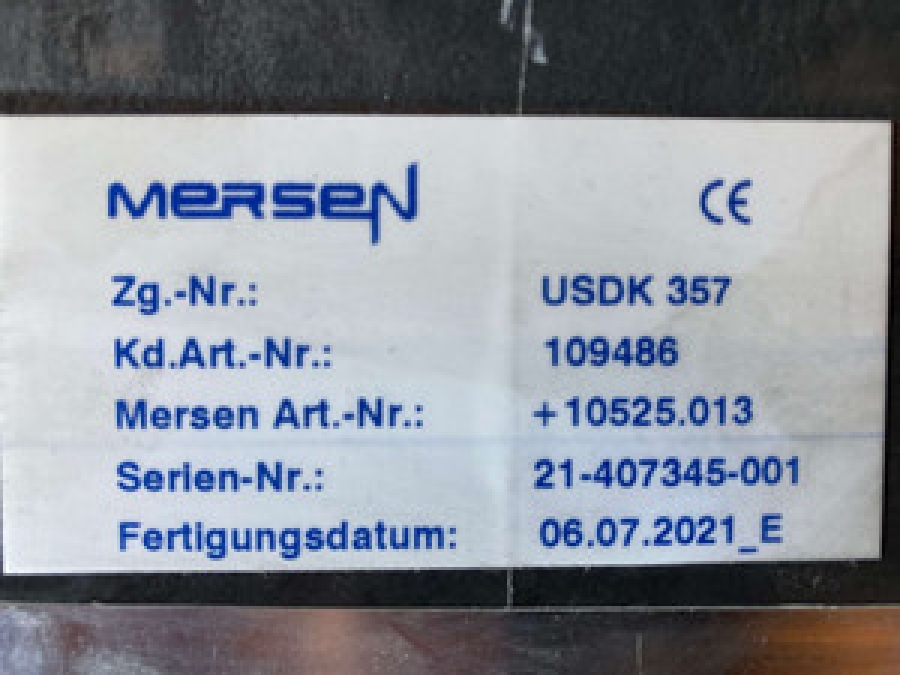 MERSEN CE
Zg.-Nr.: USDK 357
Kd.Art.-Nr.: 109486
Mersen Art.-Nr.: +10525.013
Serien-Nr.: 21-407345-001
Fertigungsdatum: 06.07.2021_E